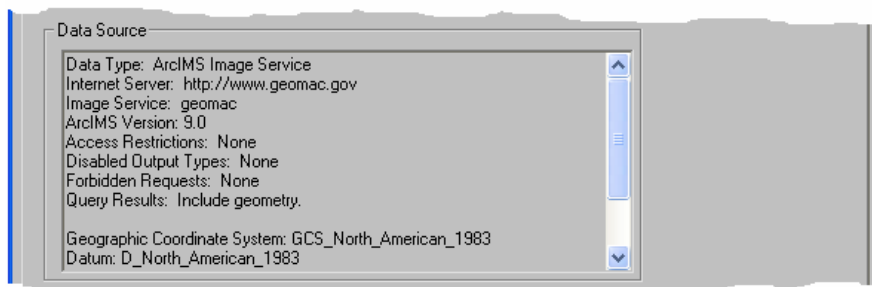 Data Source
Data Type: ArcIMS Image Service
Internet Server: http://www.geomac.gov
Image Service: geomac
ArcIMS Version: 9.0
Access Restrictions: None
Disabled Output Types: None
Forbidden Requests: None
Query Results: Include geometry.
Geographic Coordinate System: GCS_North_American_1983
Datum: D_North_American_1983